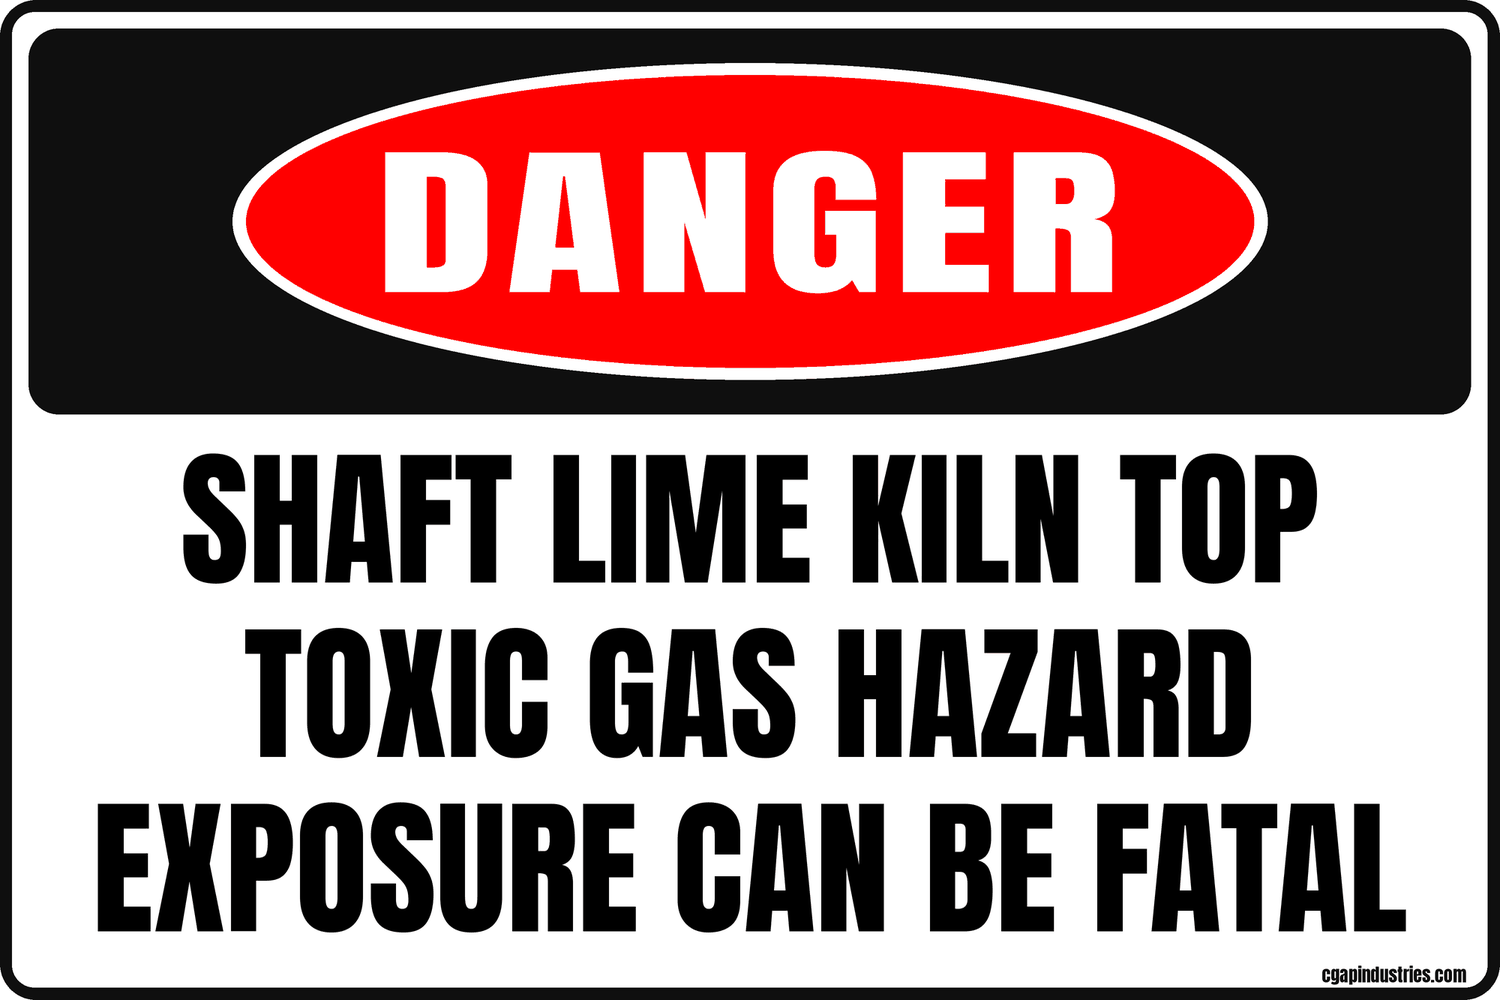 DANGER
SHAFT LIME KILN TOP
TOXIC GAS HAZARD
EXPOSURE CAN BE FATAL
cgapindustries.com